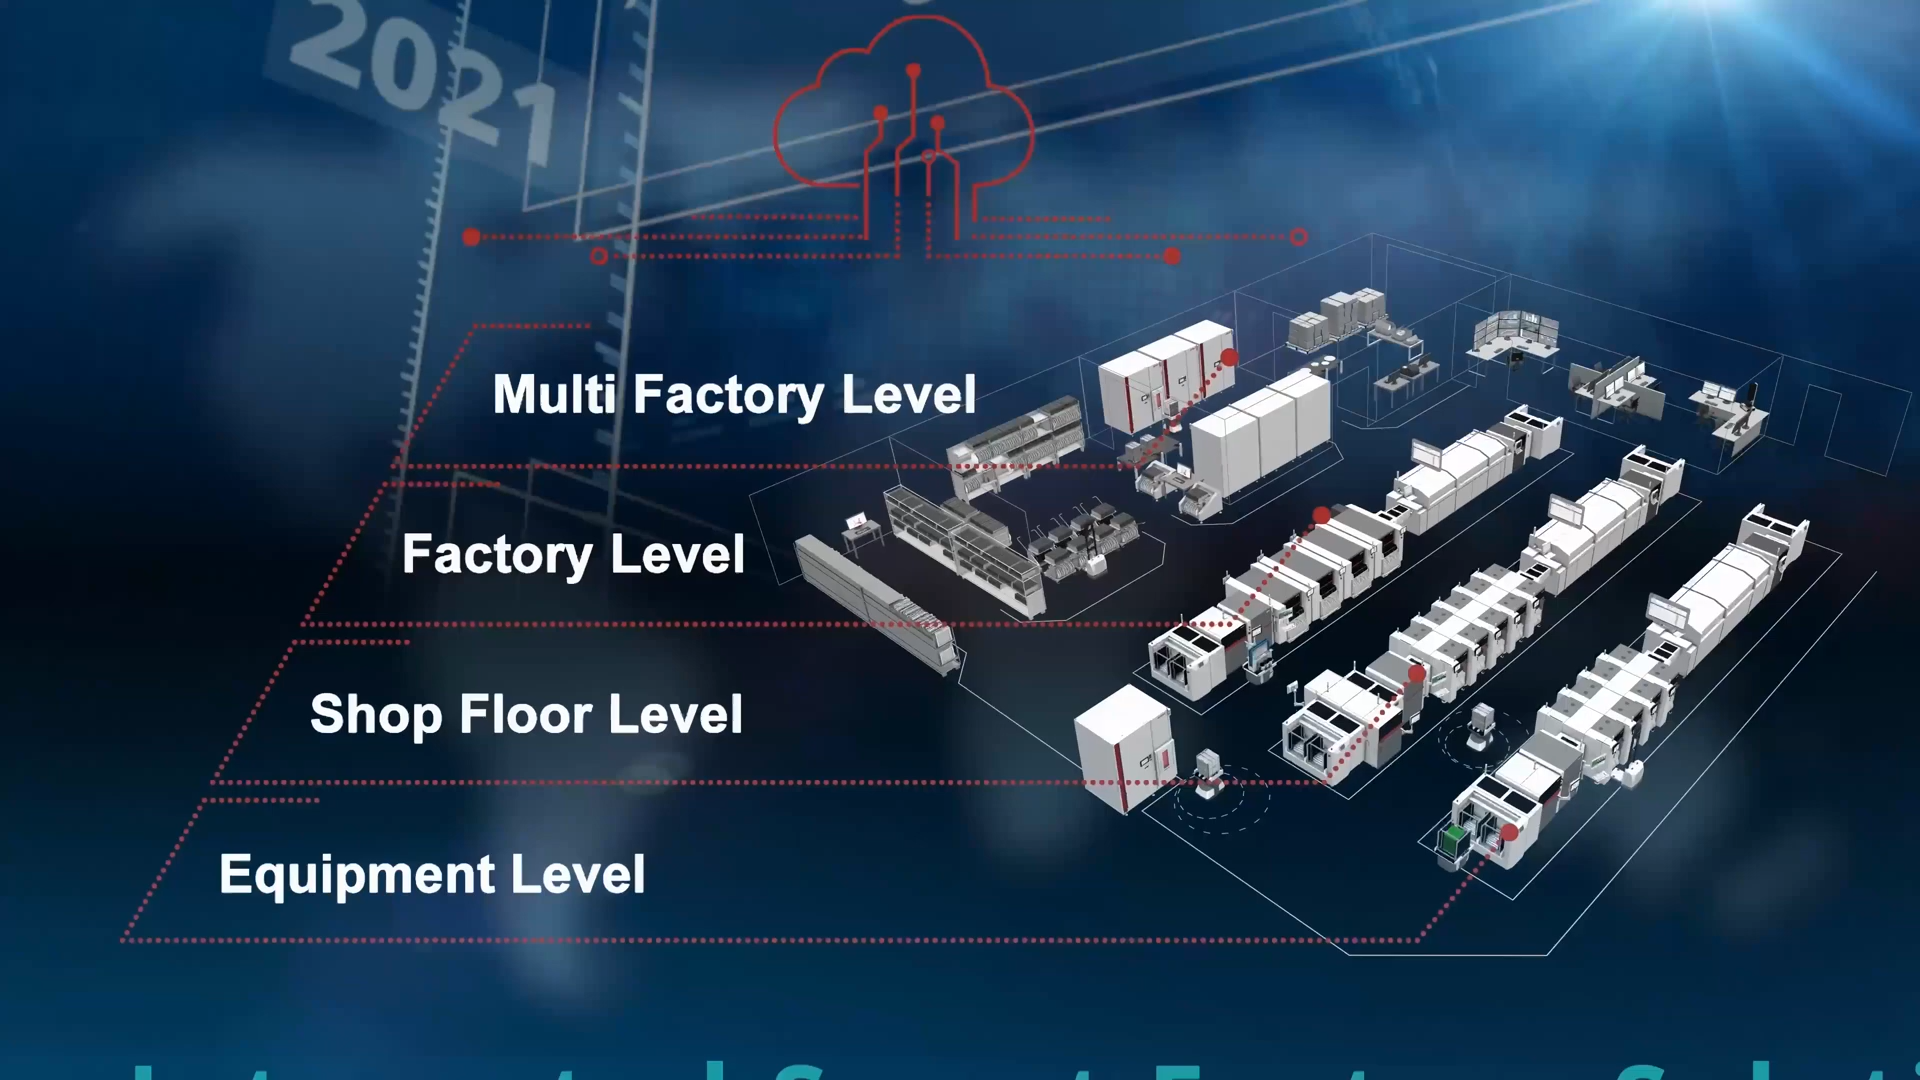 2021
Multi Factory Level
Factory Level
Shop Floor Level
Equipment Level